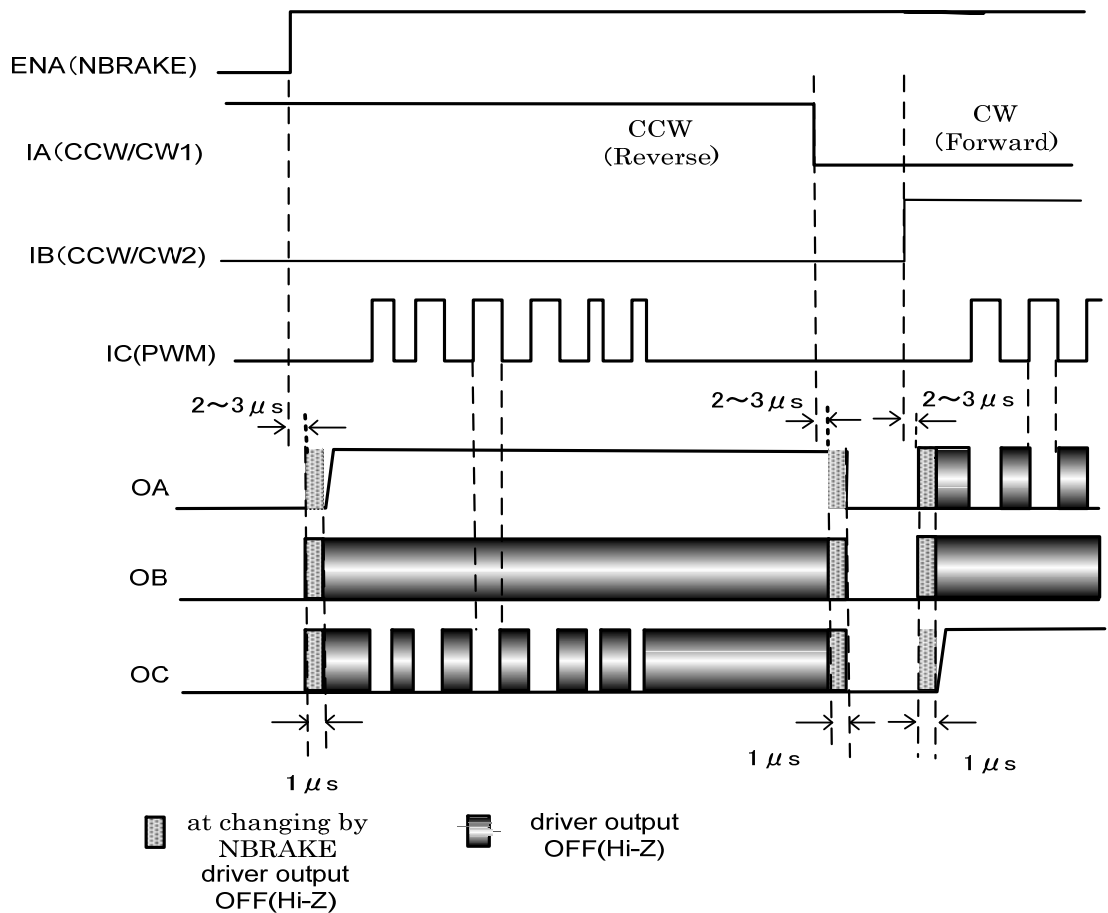 ENA(NBRAKE)
IA(CCW/CW1)
CCW
(Reverse)
CW
(Forward)
IB(CCW/CW2)
IC(PWM)
2～3μs
2～3μs
2～3μs
OA
OB
OC
1μs
1μs
1μs
at changing by
NBRAKE
driver output
OFF(Hi-Z)
driver output
OFF(Hi-Z)